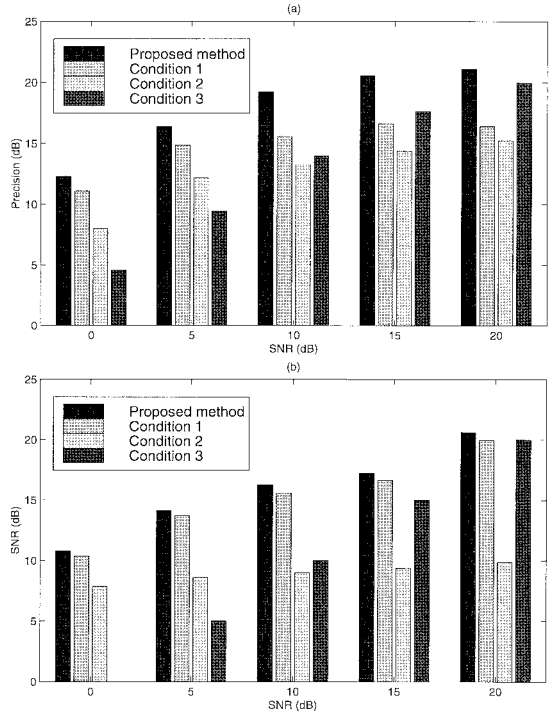 (a)
25
20
15
10
5
0
Precision (dB)
Proposed method
Condition 1
Condition 2
Condition 3
0 5 10 15 20
SNR (dB)
(b)
25
20
15
10
5
0
SNR (dB)
Proposed method
Condition 1
Condition 2
Condition 3
0 5 10 15 20
SNR (dB)